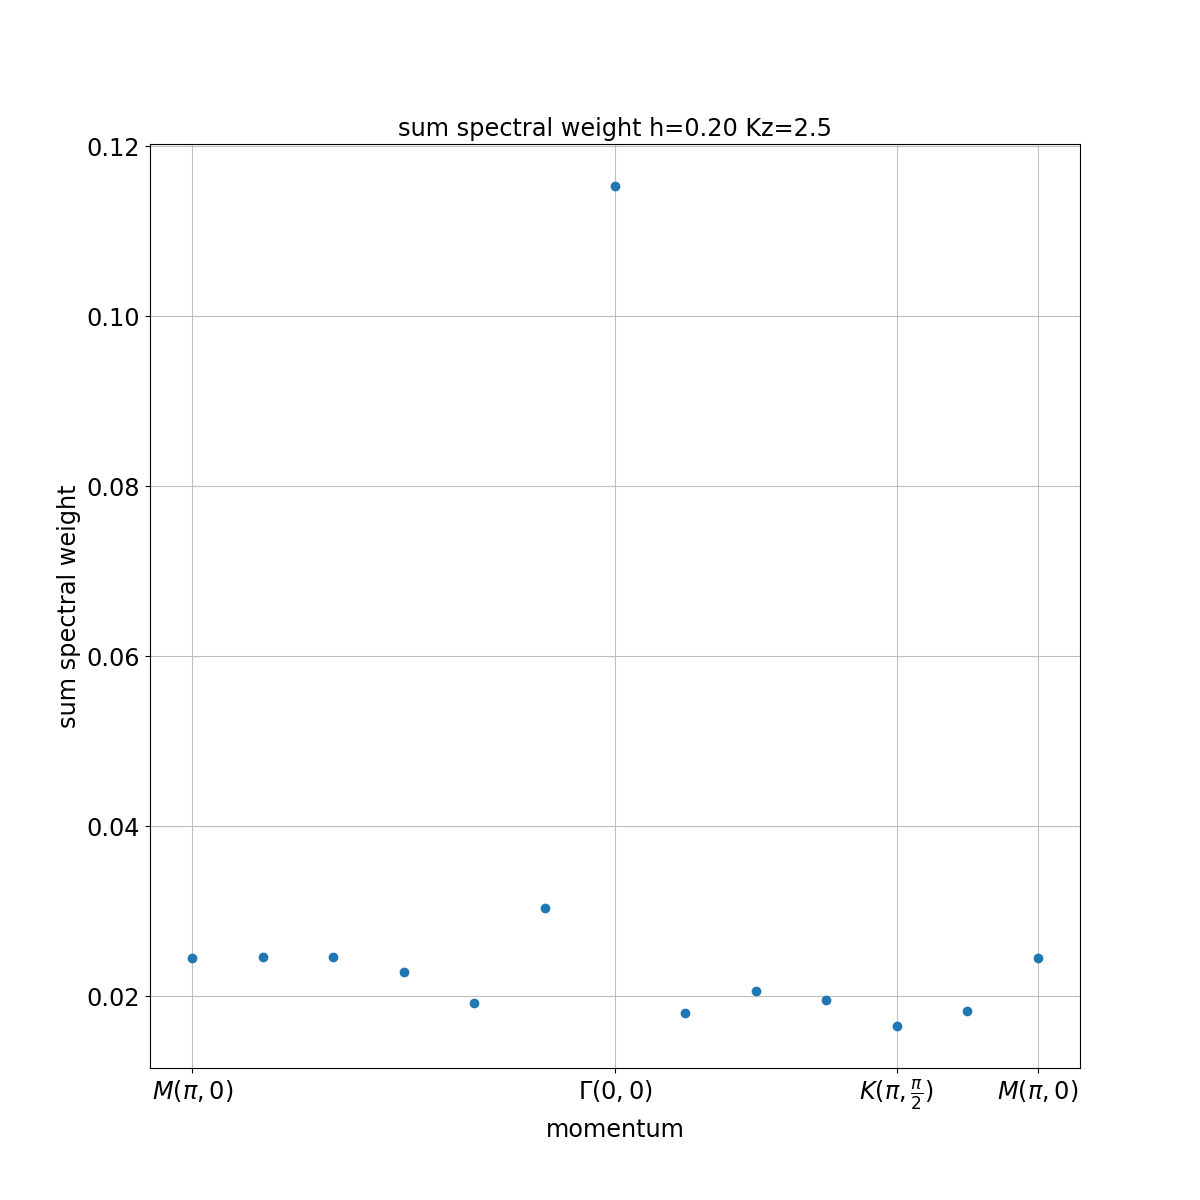 sum spectral weight h=0.20 Kz=2.5
0.12
0.10
0.08
0.06
0.04
0.02
sum spectral weight
M(π, 0) Γ(0, 0) K(π, π/2) M(π, 0)
momentum